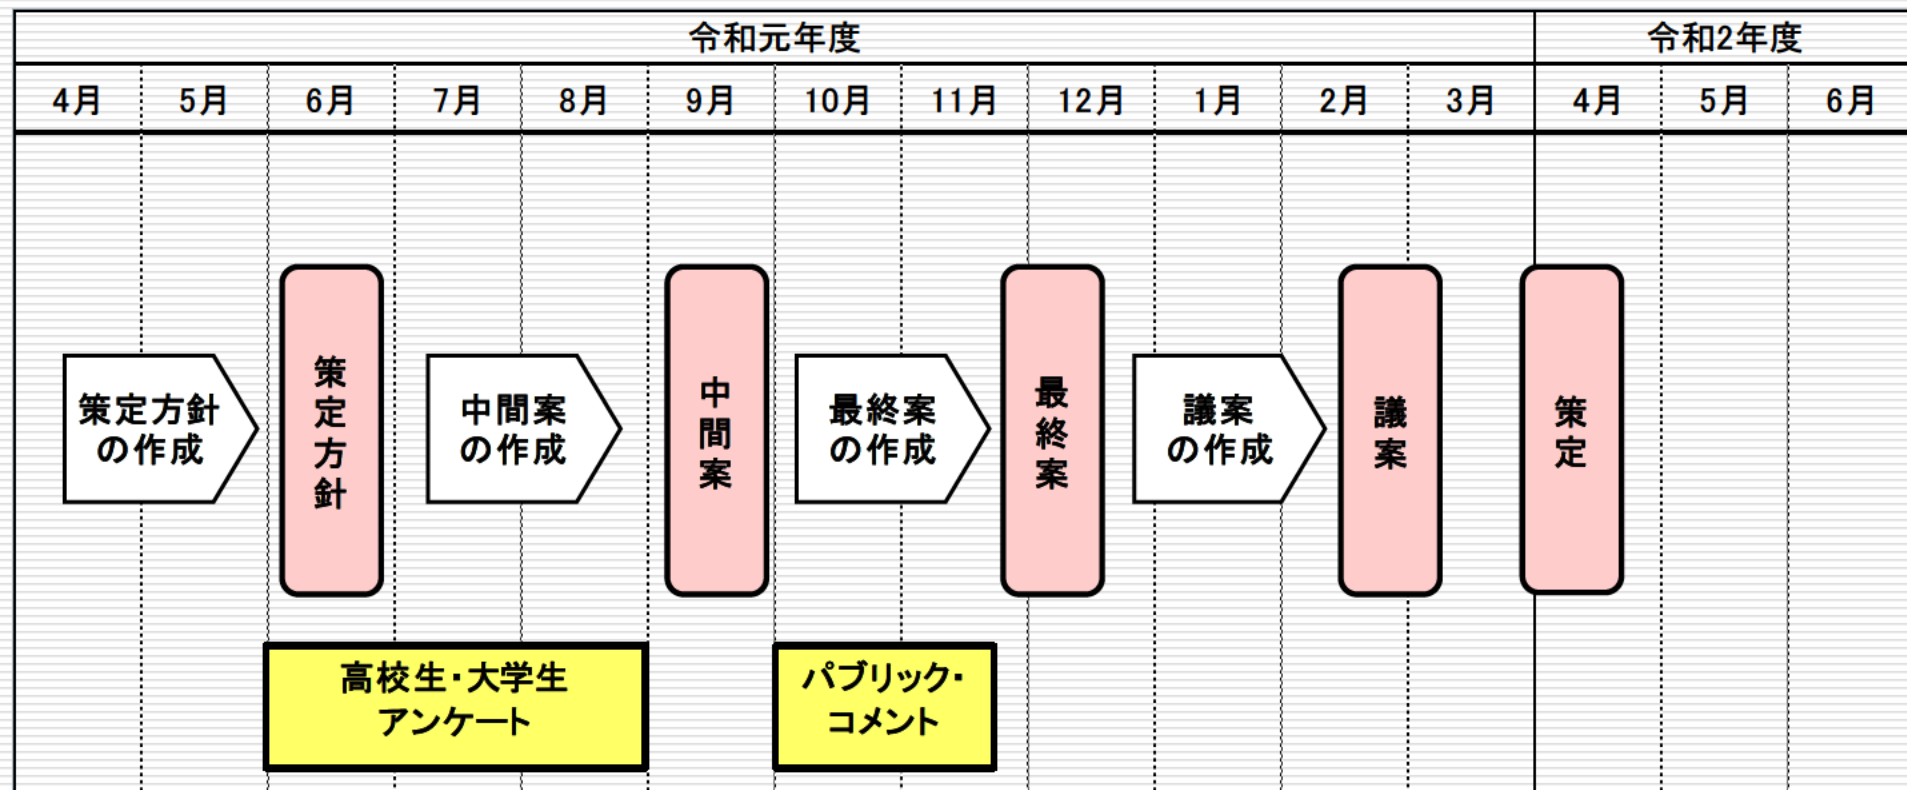 令和元年度 令和2年度
4月 5月 6月 7月 8月 9月 10月 11月 12月 1月 2月 3月 4月 5月 6月
策定方針
の作成
策定方針
中間案
の作成
中間案
最終案
の作成
最終案
議案
の作成
議案
策定
高校生・大学生
アンケート
パブリック・
コメント